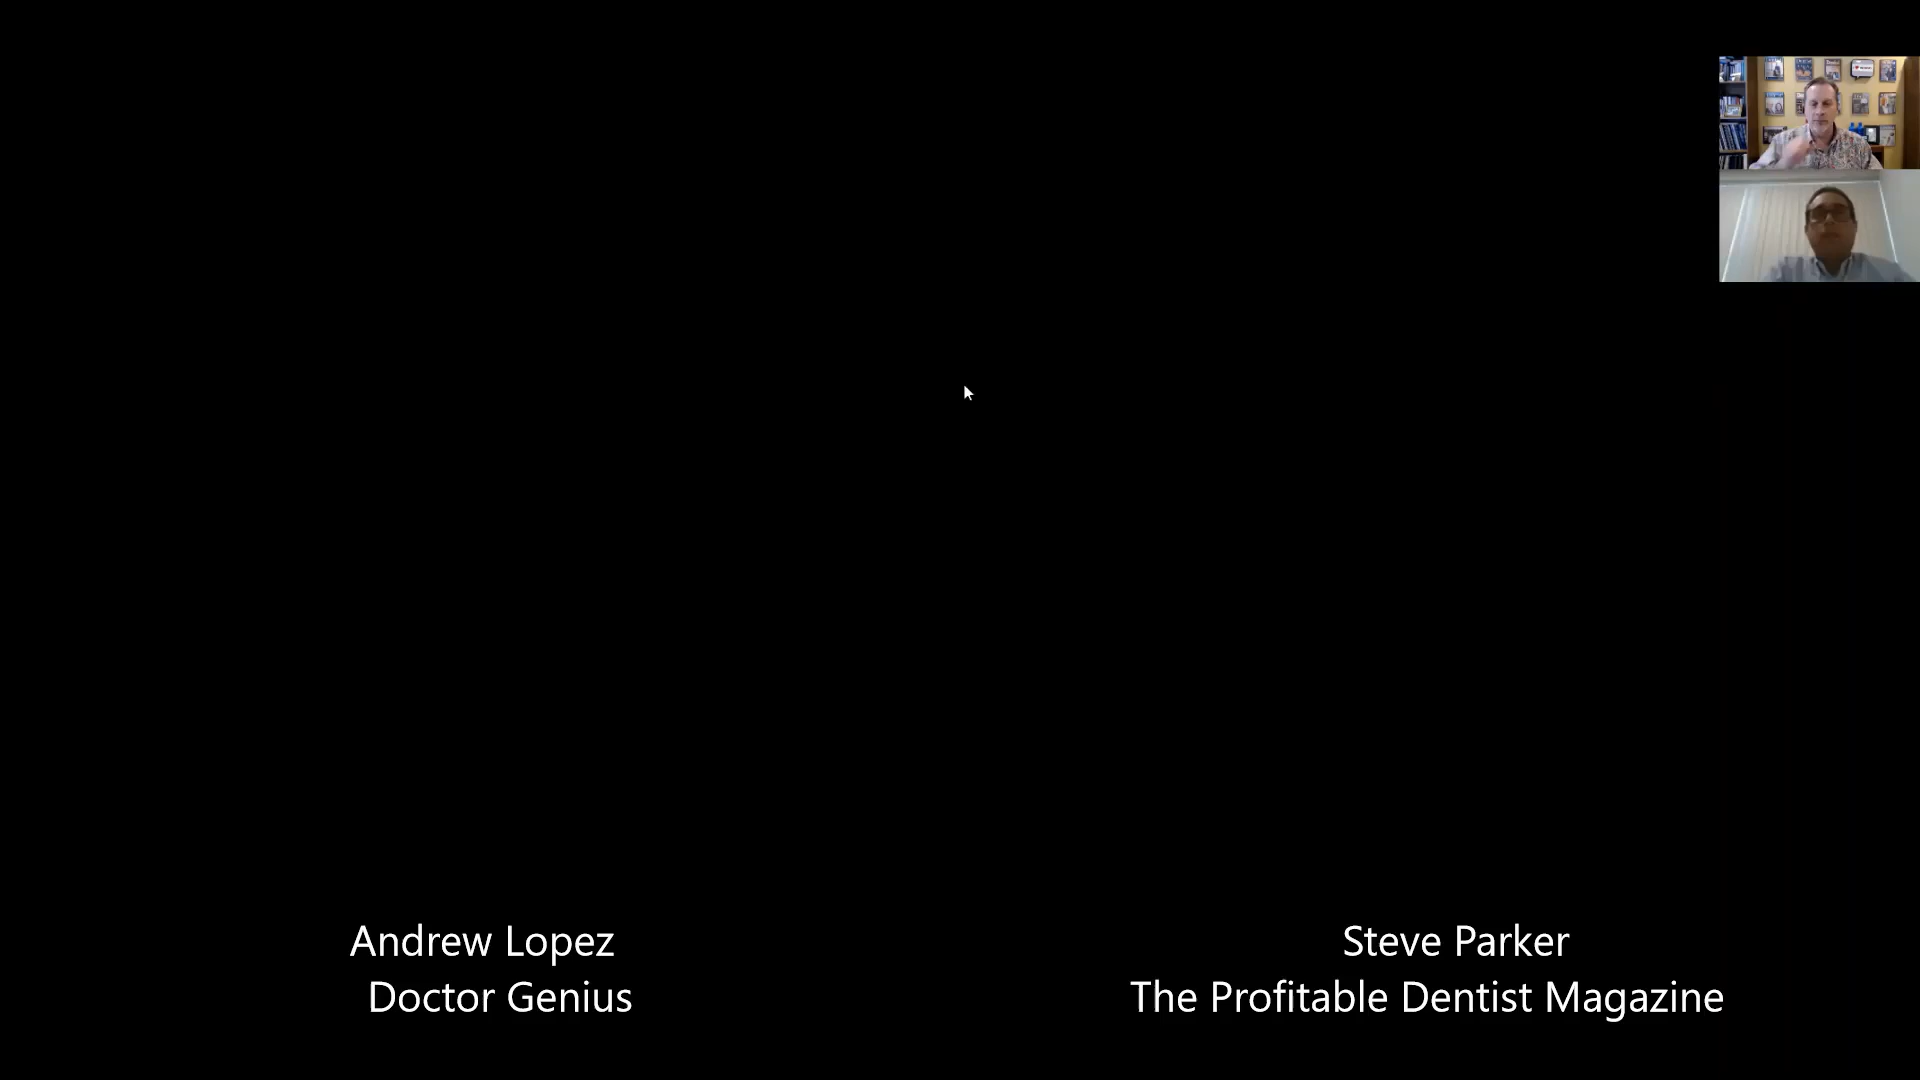 Andrew Lopez
Doctor Genius
Steve Parker
The Profitable Dentist Magazine